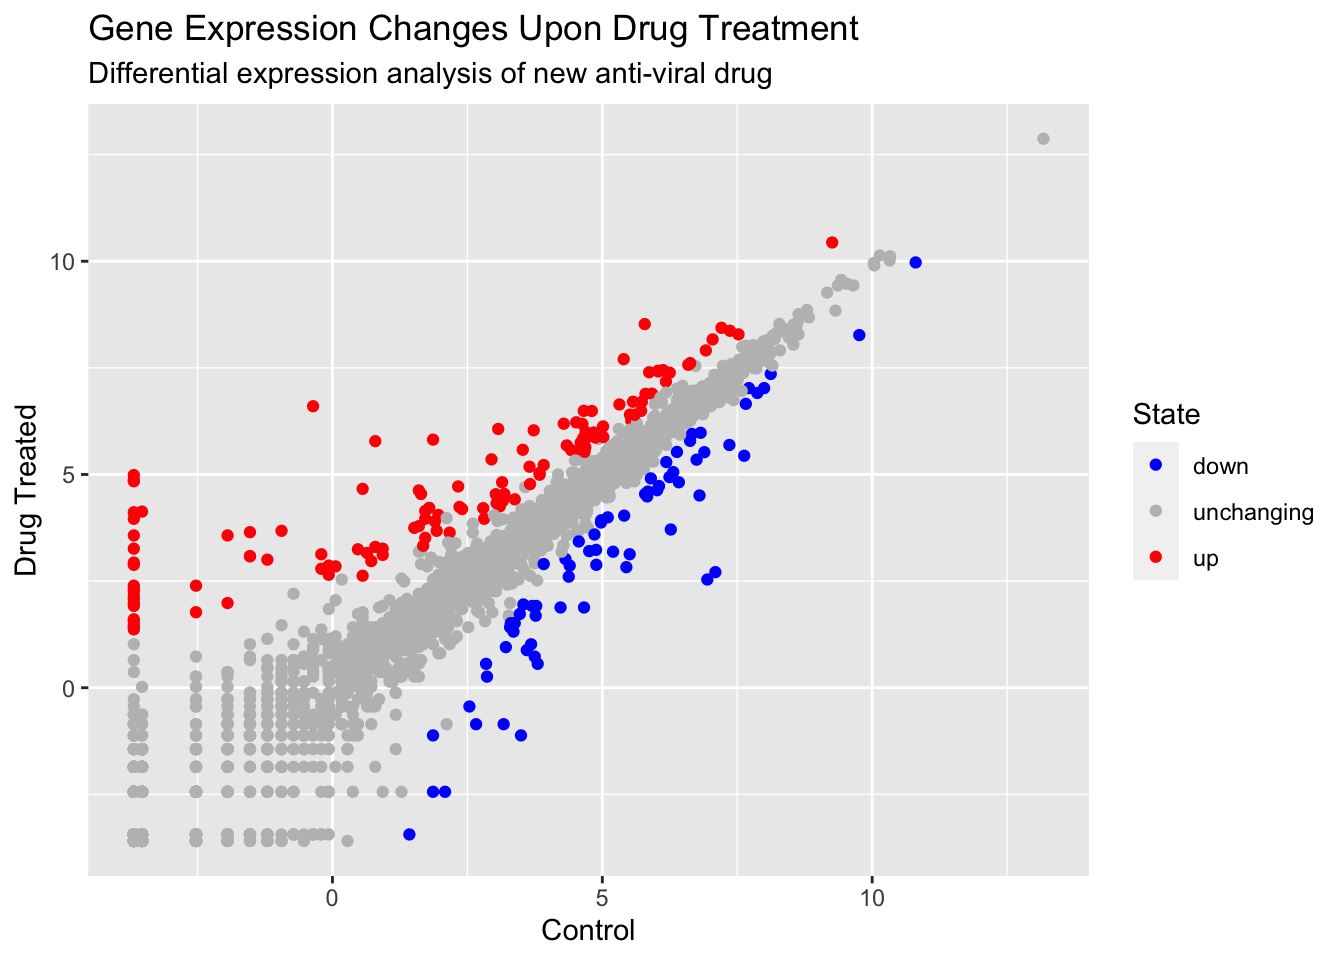 Gene Expression Changes Upon Drug Treatment
Differential expression analysis of new anti-viral drug
Drug Treated
10
5
0
0 5 10
Control
State
down
unchanging
up